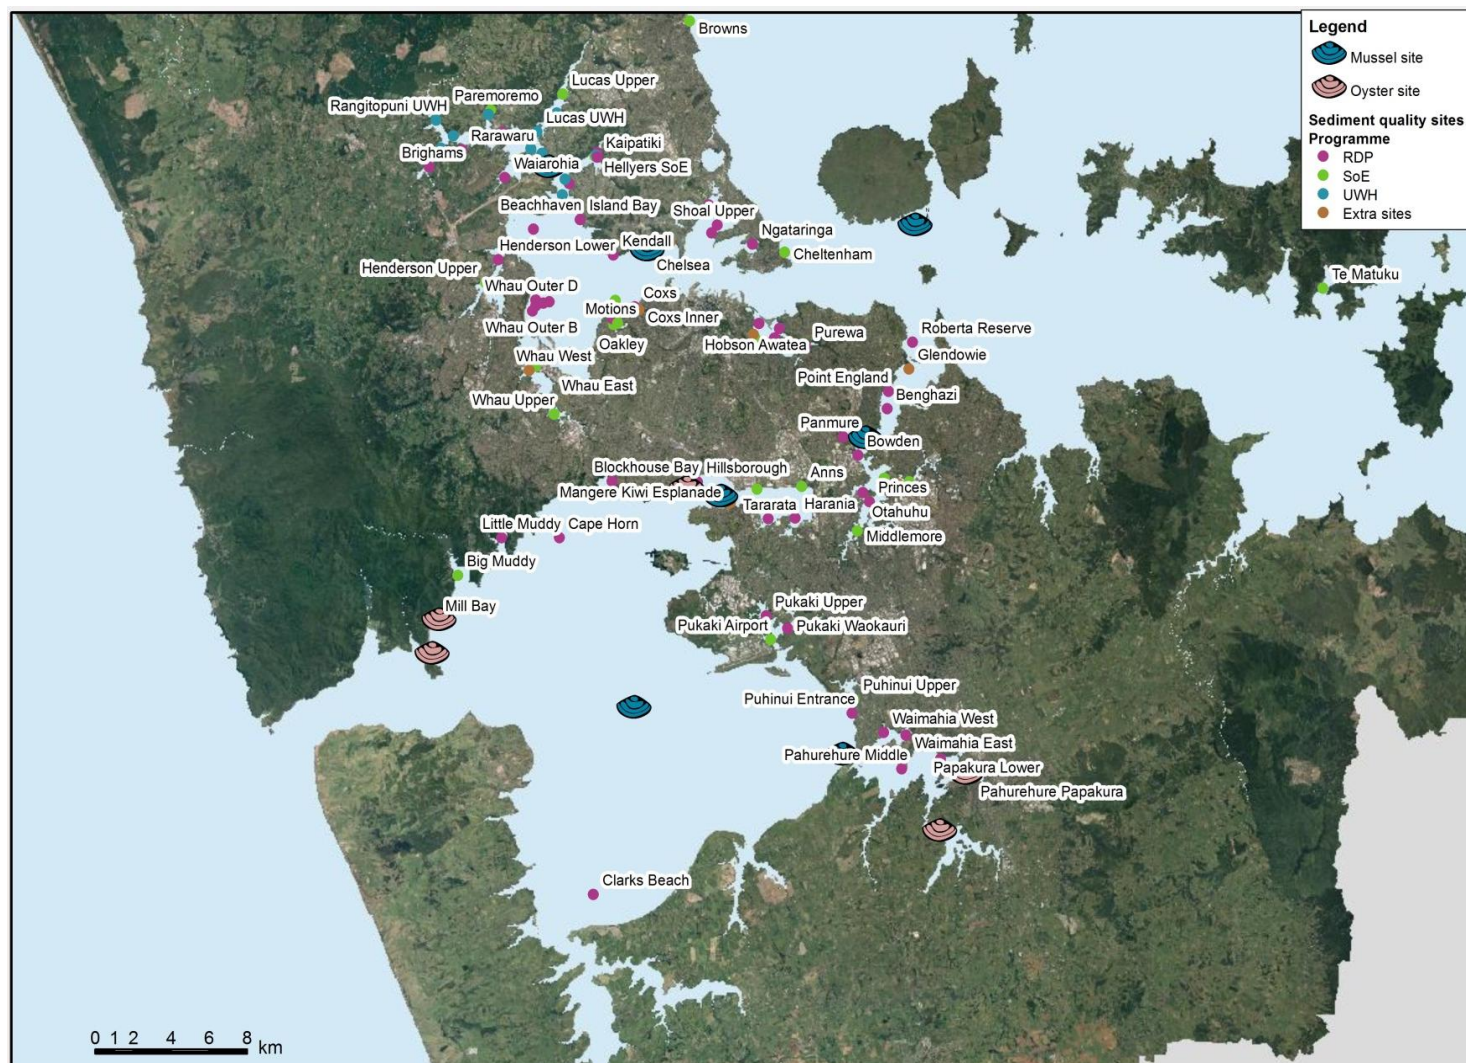 Browns
Legend
Mussel site
Oyster site
Sediment quality sites
Programme
RDP
SoE
UWH
Extra sites
Lucas Upper
Paremoremo
Rangitopuni UWH
Lucas UWH
Rarawaru
Kaipatiki
Brighams
Waiarohia
Hellyers SoE
Beachhaven
Island Bay
Shoal Upper
Henderson Lower
Kendall
Ngataringa
Cheltenham
Chelsea
Henderson Upper
Te Matuku
Whau Outer D
Coxs
Motions
Coxs Inner
Whau Outer B
Roberta Reserve
Purewa
Oakley
Hobson Awatea
Glendowie
Whau West
Point England
Whau East
Benghazi
Whau Upper
Panmure
Bowden
Blockhouse Bay
Hillsborough
Anns
Mangere Kiwi Esplanade
Princes
Tararata
Harania
Otahuhu
Little Muddy
Cape Horn
Middlemore
Big Muddy
Mill Bay
Pukaki Upper
Pukaki Airport
Pukaki Waokauri
Puhinui Upper
Puhinui Entrance
Waimahia West
Waimahia East
Pahurehure Middle
Papakura Lower
Pahurehure Papakura
Clarks Beach
0 1 2 4 6 8
km